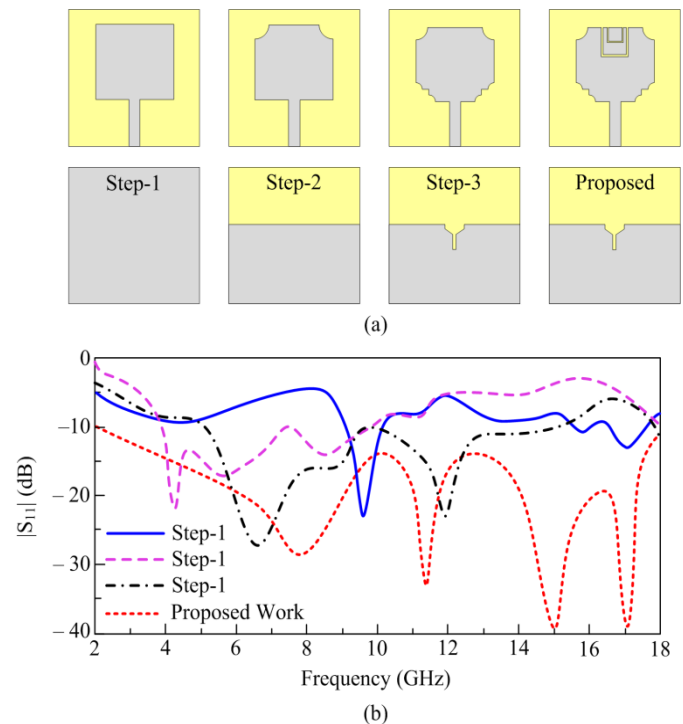 Step-1
Step-2
Step-3
Proposed
(a)
|S11| (dB)
0
−10
−20
−30
−40
Step-1
Step-1
Step-1
Proposed Work
2
4
6
8
10
12
14
16
18
Frequency (GHz)
(b)